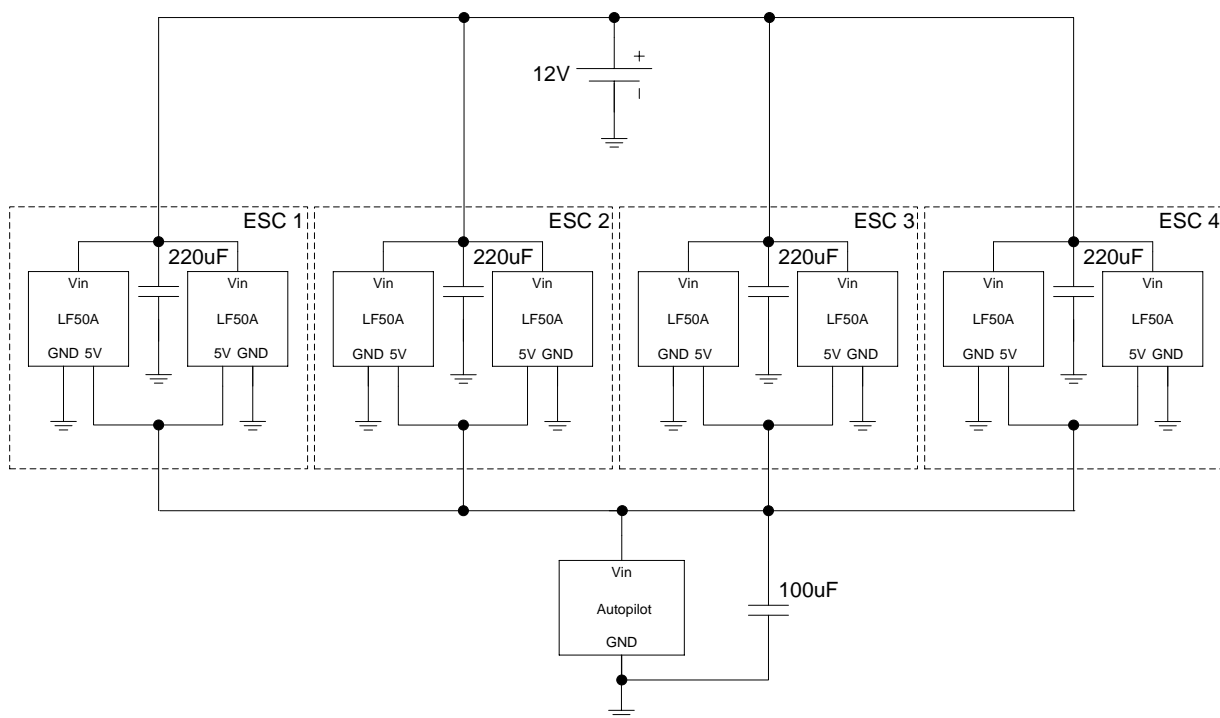 +
12V
–
ESC 1
ESC 2
ESC 3
ESC 4
220uF
220uF
220uF
220uF
Vin
Vin
Vin
Vin
Vin
Vin
Vin
Vin
LF50A
LF50A
LF50A
LF50A
LF50A
LF50A
LF50A
LF50A
GND 5V
5V GND
GND 5V
5V GND
GND 5V
5V GND
GND 5V
5V GND
Vin
100uF
Autopilot
GND